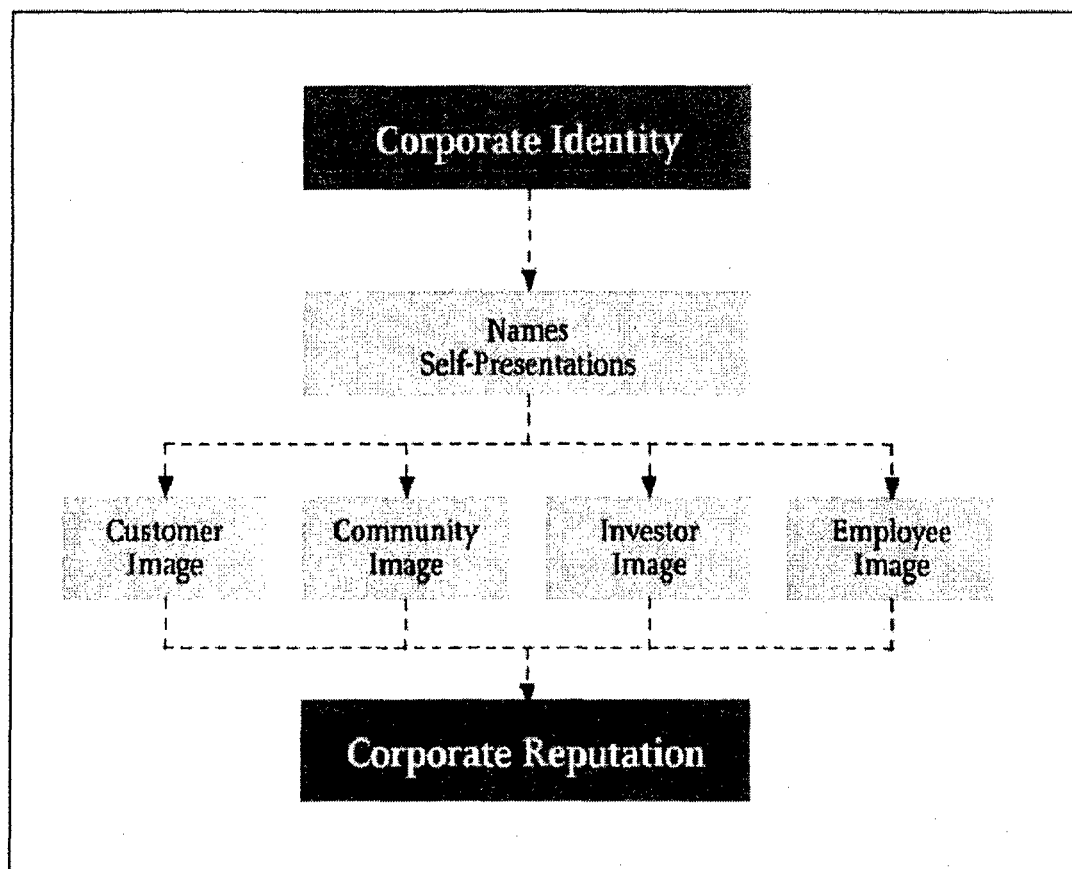 Corporate Identity
Names
Self-Presentations
Customer
Image
Community
Image
Investor
Image
Employee
Image
Corporate Reputation